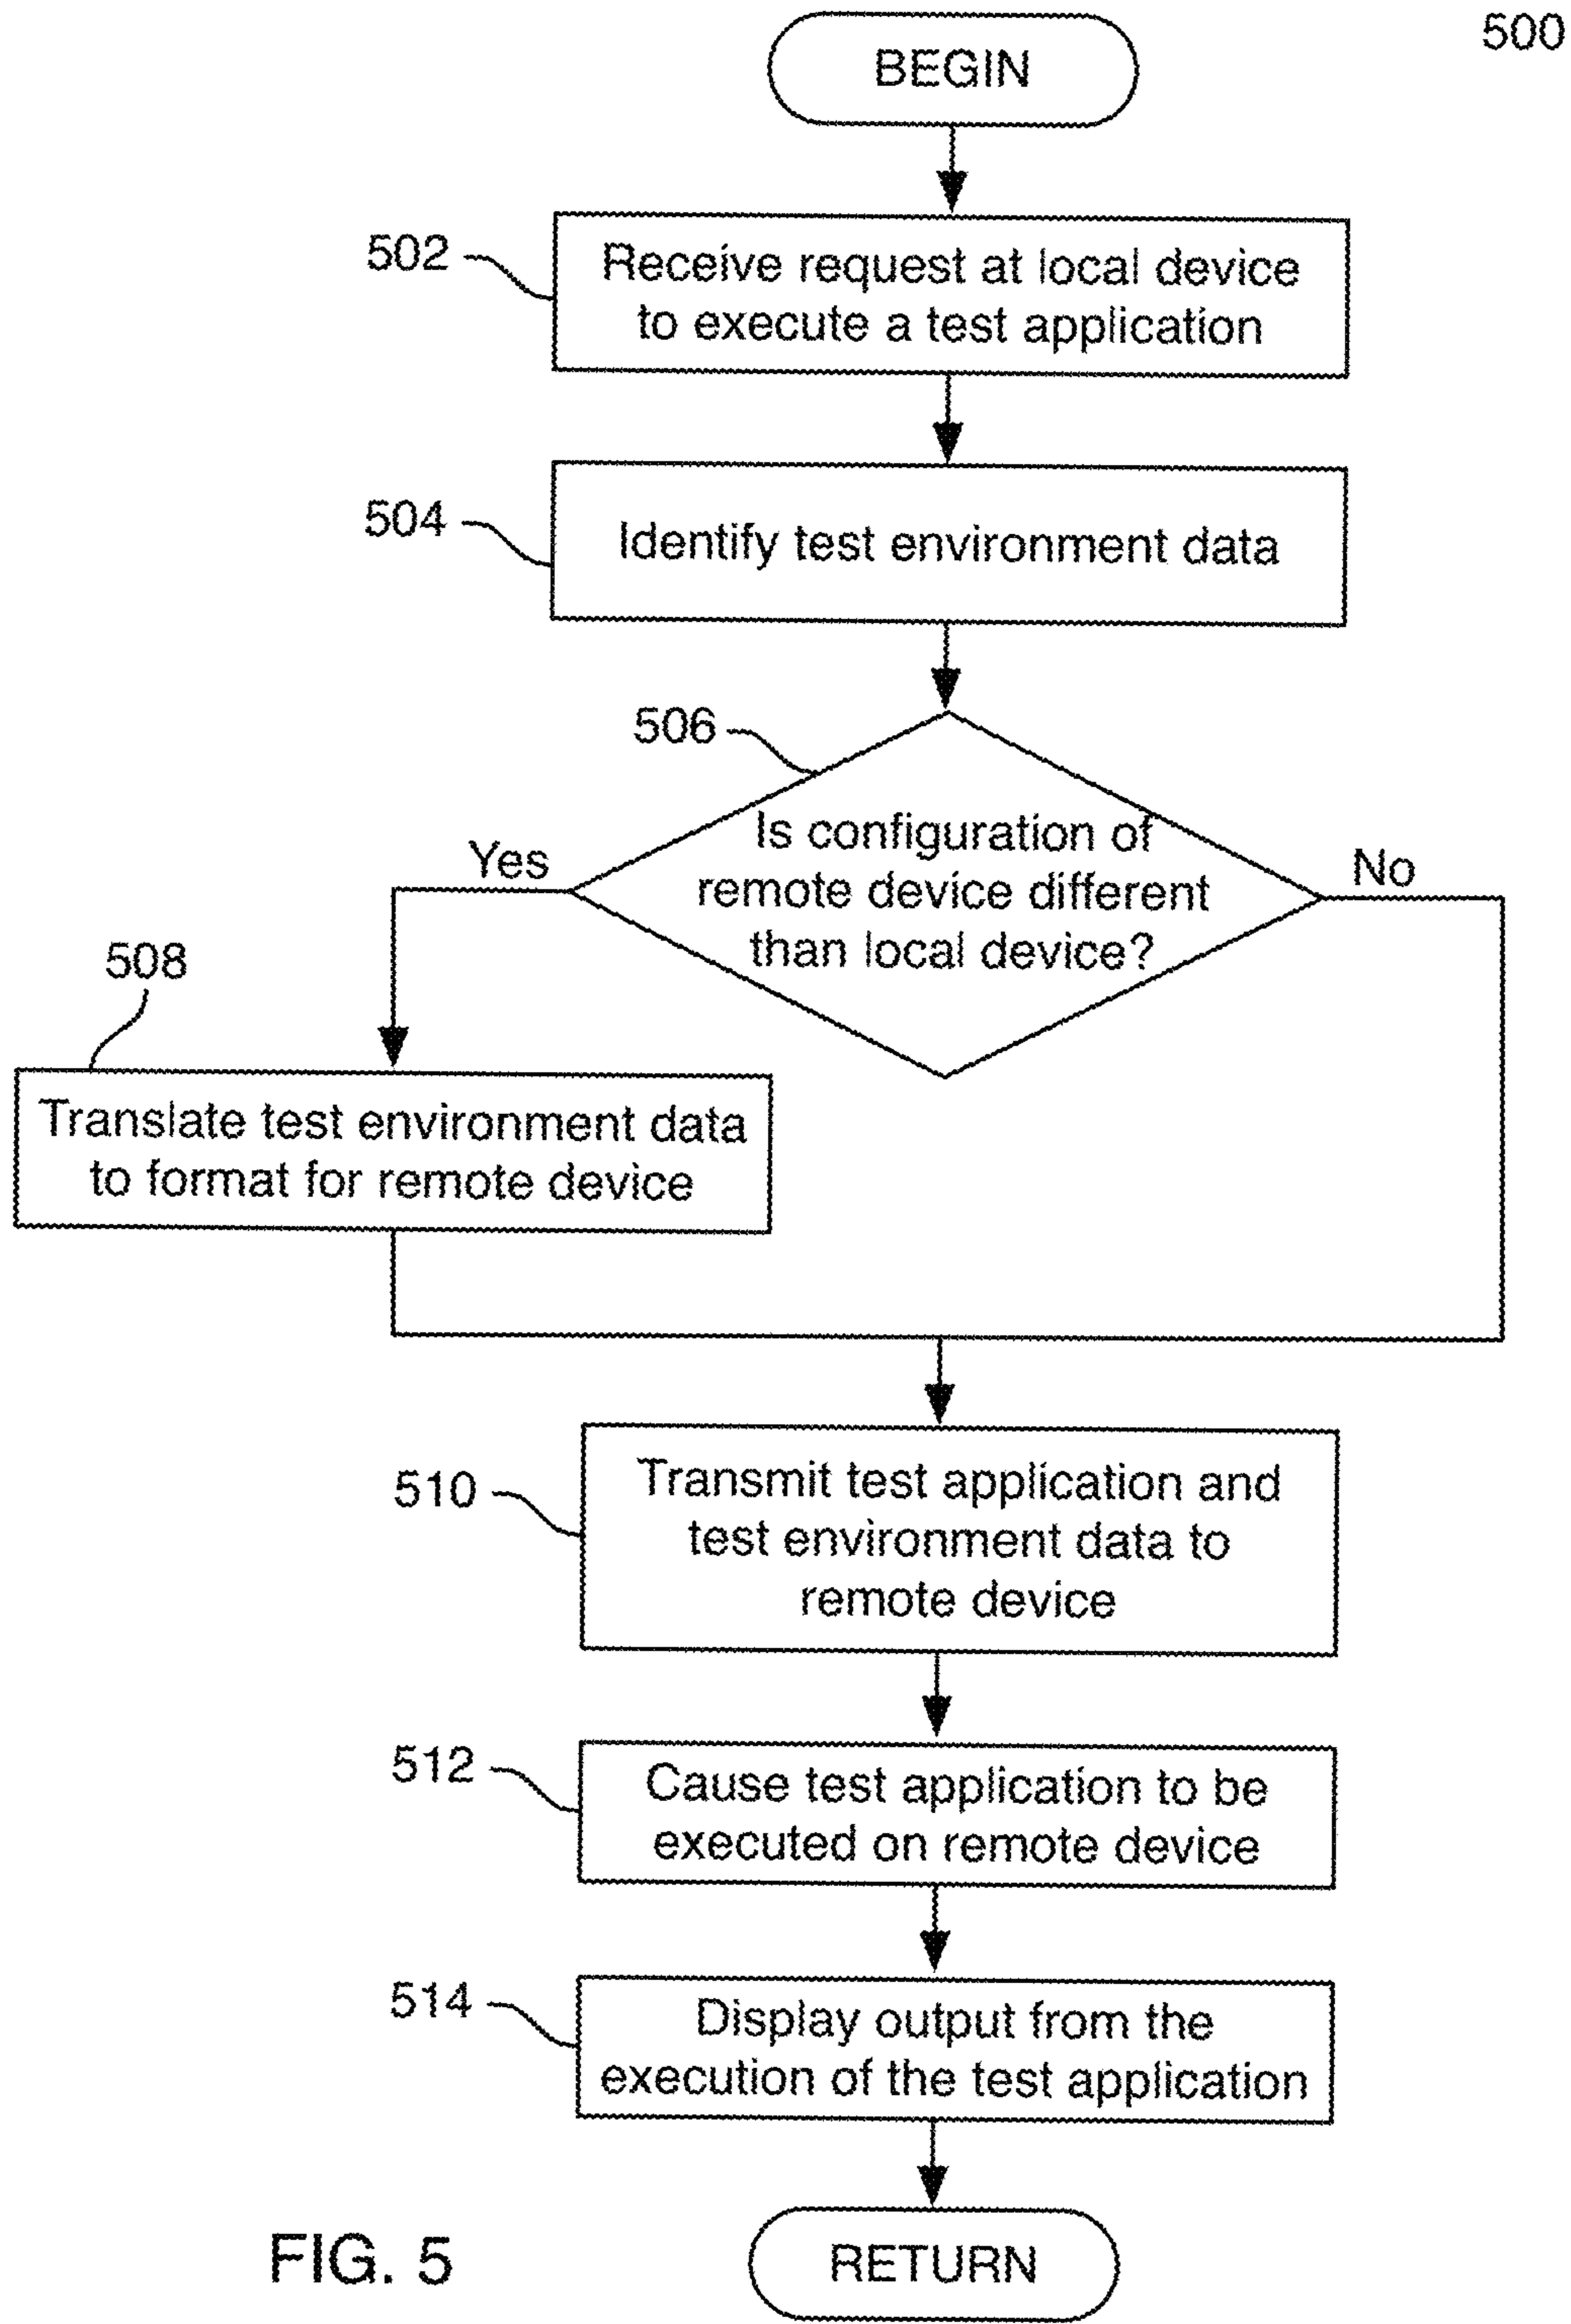 500
BEGIN
502
Receive request at local device
to execute a test application
504
Identify test environment data
506
Is configuration of
remote device different
than local device?
Yes
No
508
Translate test environment data
to format for remote device
510
Transmit test application and
test environment data to
remote device
512
Cause test application to be
executed on remote device
514
Display output from the
execution of the test application
RETURN
FIG. 5